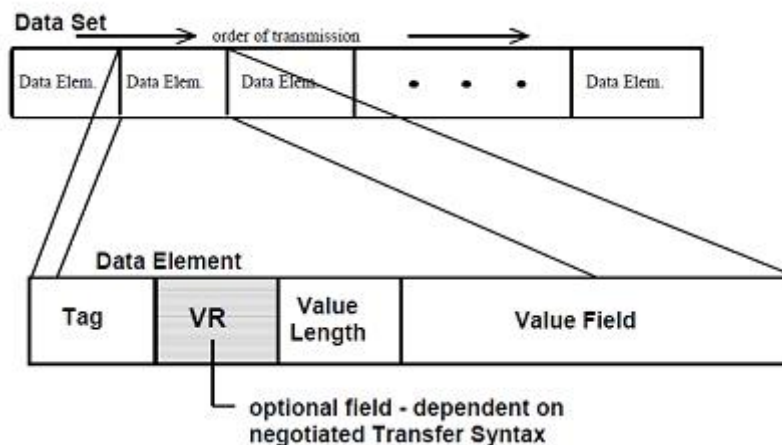 Data Set
order of transmission
Data Elem. Data Elem. Data Elem. • • • Data Elem.
Data Element
Tag VR Value Length Value Field
optional field - dependent on
negotiated Transfer Syntax